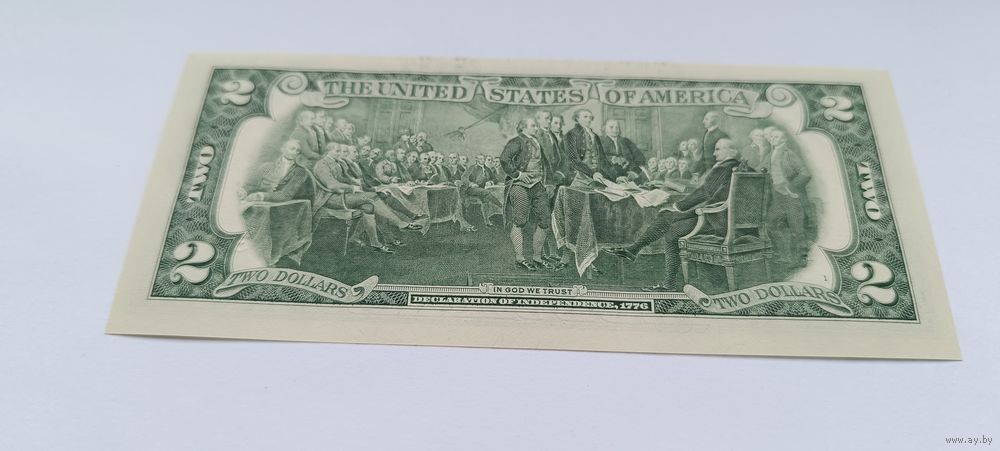 2
THE UNITED STATES OF AMERICA
2
TWO
TWO
2
TWO DOLLARS
IN GOD WE TRUST
DECLARATION OF INDEPENDENCE, 1776
1
TWO DOLLARS
2
www.ay.by